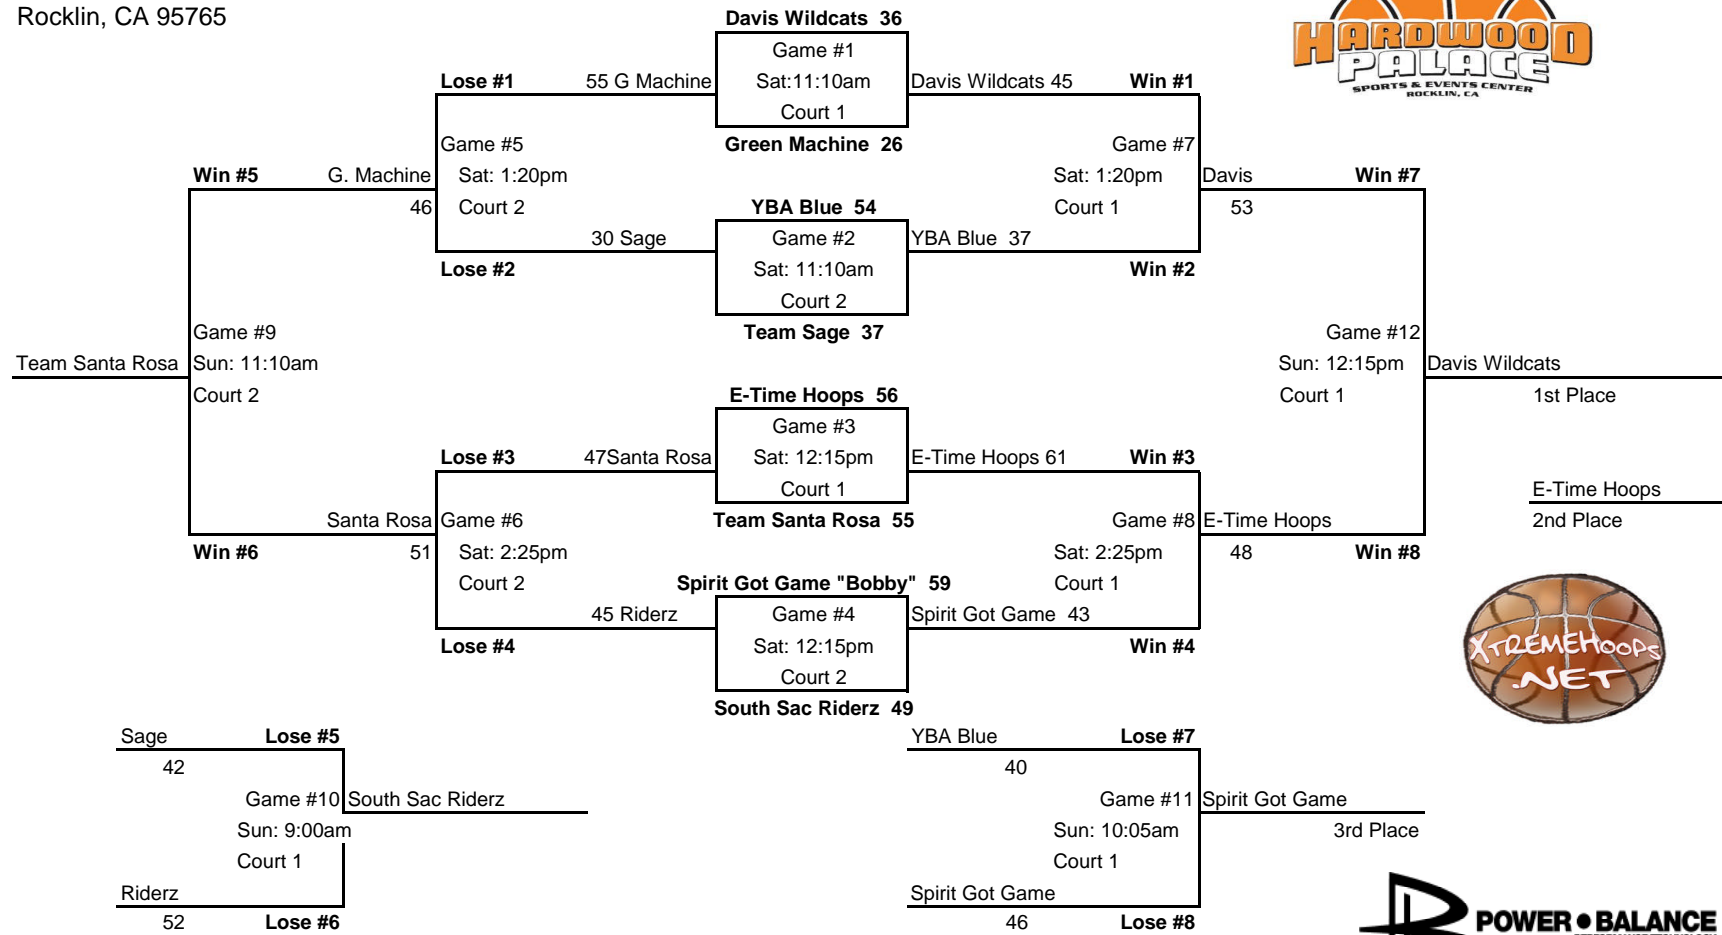 Rocklin, CA 95765
HARDWOOD
PALACE
SPORTS & EVENTS CENTER
ROCKLIN, CA
Davis Wildcats 36
Game #1
Sat:11:10am
Court 1
Green Machine 26
Lose #1
55 G Machine
Davis Wildcats 45
Win #1
Game #5
Sat: 1:20pm
Court 2
Game #7
Sat: 1:20pm
Court 1
Win #5
G. Machine
46
Davis
53
Win #7
YBA Blue 54
Game #2
Sat: 11:10am
Court 2
Team Sage 37
30 Sage
Lose #2
YBA Blue 37
Win #2
Game #9
Sun: 11:10am
Court 2
Team Santa Rosa
Game #12
Sun: 12:15pm
Court 1
Davis Wildcats
1st Place
E-Time Hoops 56
Game #3
Sat: 12:15pm
Court 1
Team Santa Rosa 55
Lose #3
47Santa Rosa
E-Time Hoops 61
Win #3
E-Time Hoops
2nd Place
Santa Rosa
51
Win #6
Game #6
Sat: 2:25pm
Court 2
Game #8
Sat: 2:25pm
Court 1
E-Time Hoops
48
Win #8
Spirit Got Game "Bobby" 59
Game #4
Sat: 12:15pm
Court 2
South Sac Riderz 49
45 Riderz
Lose #4
Spirit Got Game 43
Win #4
XTREMEHOOPS
.NET
Sage
Lose #5
42
Game #10
Sun: 9:00am
Court 1
South Sac Riderz
Riderz
52
Lose #6
YBA Blue
Lose #7
40
Game #11
Sun: 10:05am
Court 1
Spirit Got Game
3rd Place
Spirit Got Game
46
Lose #8
POWER BALANCE